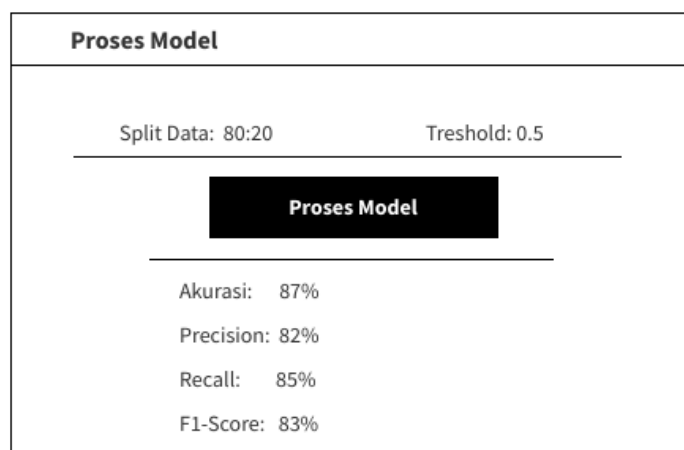 Proses Model
Split Data: 80:20 Treshold: 0.5
Proses Model
Akurasi: 87%
Precision: 82%
Recall: 85%
F1-Score: 83%